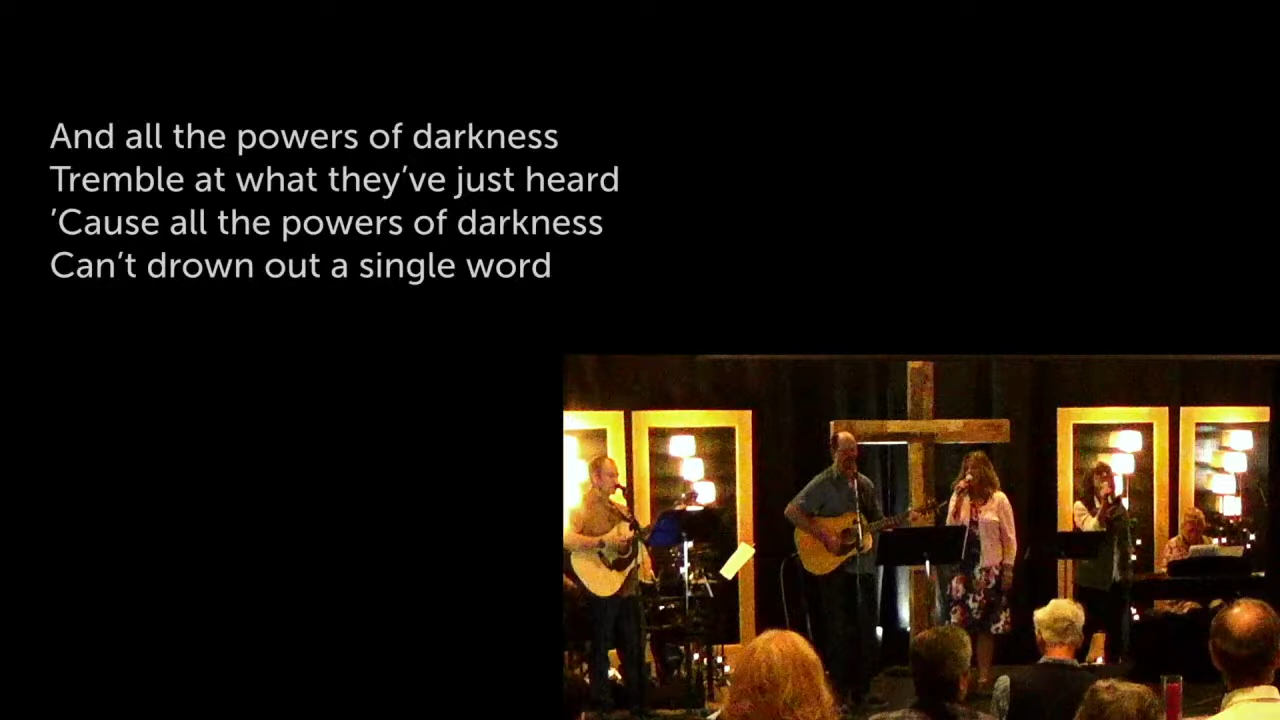 And all the powers of darkness
Tremble at what they’ve just heard
’Cause all the powers of darkness
Can’t drown out a single word